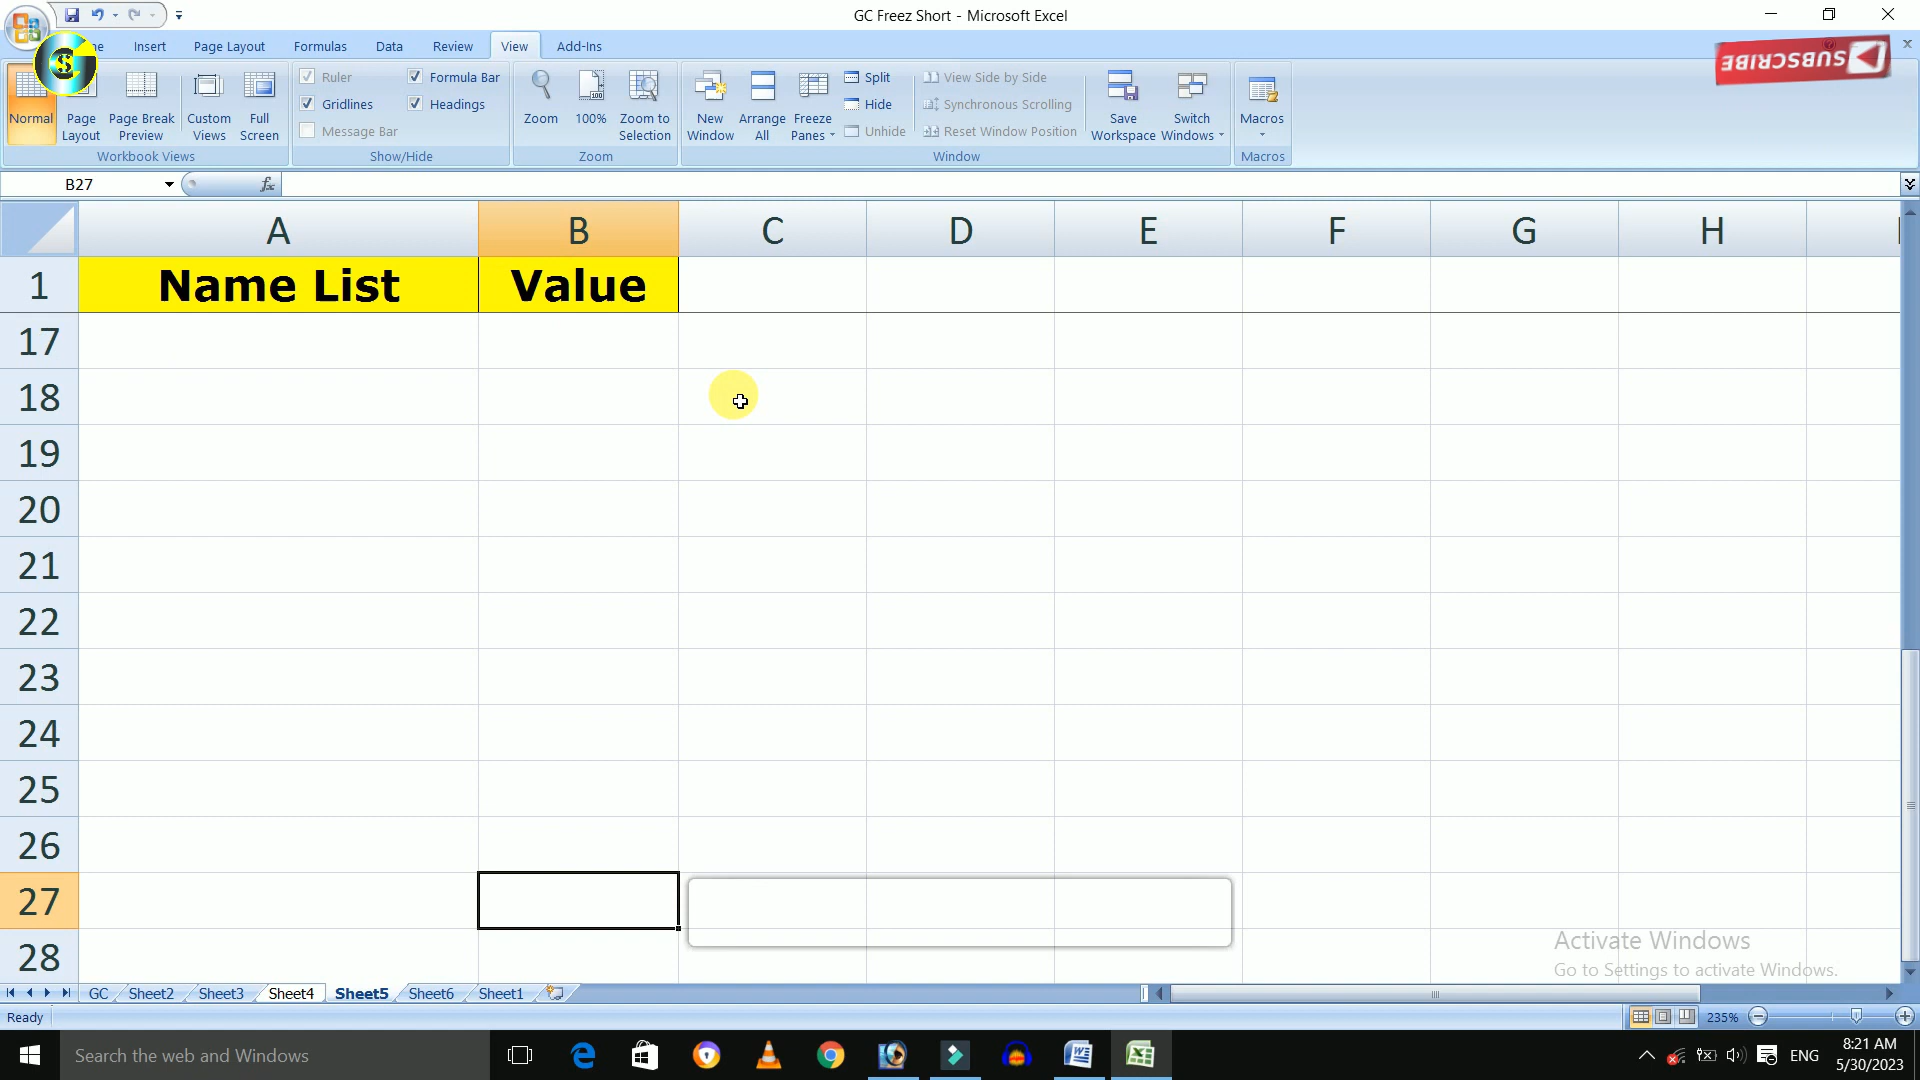 GC Freez Short - Microsoft Excel
Insert Page Layout Formulas Data Review View Add-Ins
SUBSCRIBE
Normal
Page Layout
Page Break Preview
Custom Views
Full Screen
Workbook Views
Ruler
Formula Bar
Gridlines
Headings
Message Bar
Show/Hide
Zoom
100%
Zoom to Selection
Zoom
New Window
Arrange All
Freeze Panes
Split
Hide
Unhide
View Side by Side
Synchronous Scrolling
Reset Window Position
Save Workspace
Switch Windows
Window
Macros
Macros
B27
fx
A B C D E F G H
1 Name List Value
17
18
19
20
21
22
23
24
25
26
27
28
Activate Windows
Go to Settings to activate Windows.
GC Sheet2 Sheet3 Sheet4 Sheet5 Sheet6 Sheet1
Ready
235%
Search the web and Windows
ENG
8:21 AM
5/30/2023